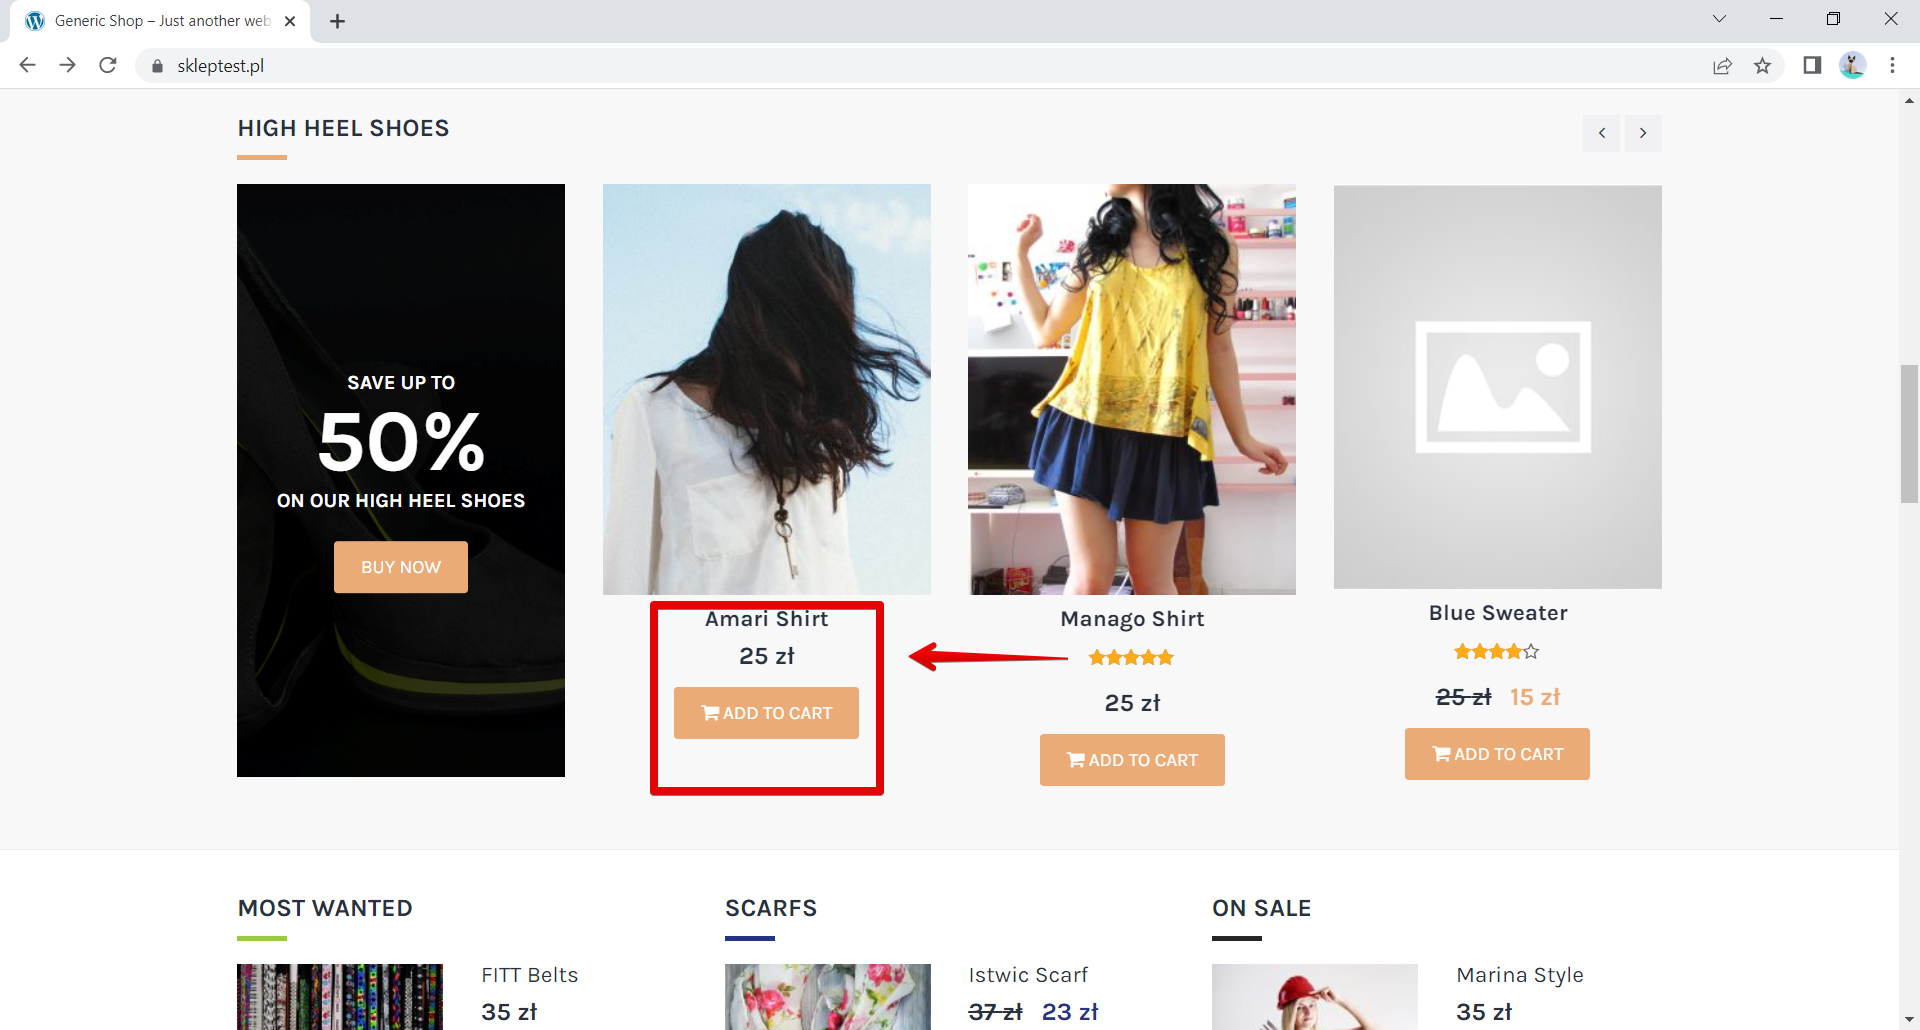 Generic Shop – Just another web
skleptest.pl
HIGH HEEL SHOES
SAVE UP TO
50%
ON OUR HIGH HEEL SHOES
BUY NOW
Amari Shirt
25 zł
ADD TO CART
Manago Shirt
25 zł
ADD TO CART
Blue Sweater
25 zł 15 zł
ADD TO CART
MOST WANTED
FITT Belts
35 zł
SCARFS
Istwic Scarf
37 zł 23 zł
ON SALE
Marina Style
35 zł